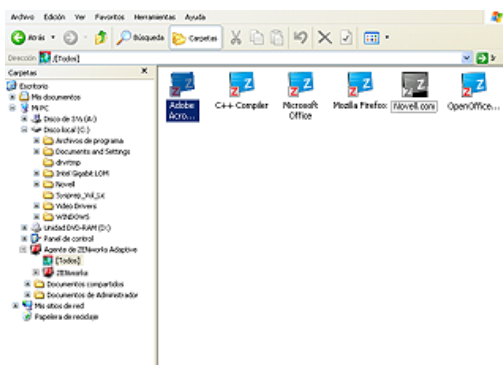 Archivo Edición Ver Favoritos Herramientas Ayuda
Atrás Búsqueda Carpetas
Dirección [Todos] Ir
Carpetas
Escritorio
Mis documentos
Mi PC
Disco de 3½ (A:)
Disco local (C:)
Archivos de programa
Documents and Settings
drvrtmp
Intel Gigabit LOM
Novell
Sysprep_Vol_Lic
Video Drivers
WINDOWS
Unidad DVD-RAM (D:)
Panel de control
Agente de ZENworks Adaptive
[Todos]
ZENworks
Documentos compartidos
Documentos de Administrador
Mis sitios de red
Papelera de reciclaje
Adobe Acro...
C++ Compiler
Microsoft Office
Mozilla Firefox
Novell.com
OpenOffice...